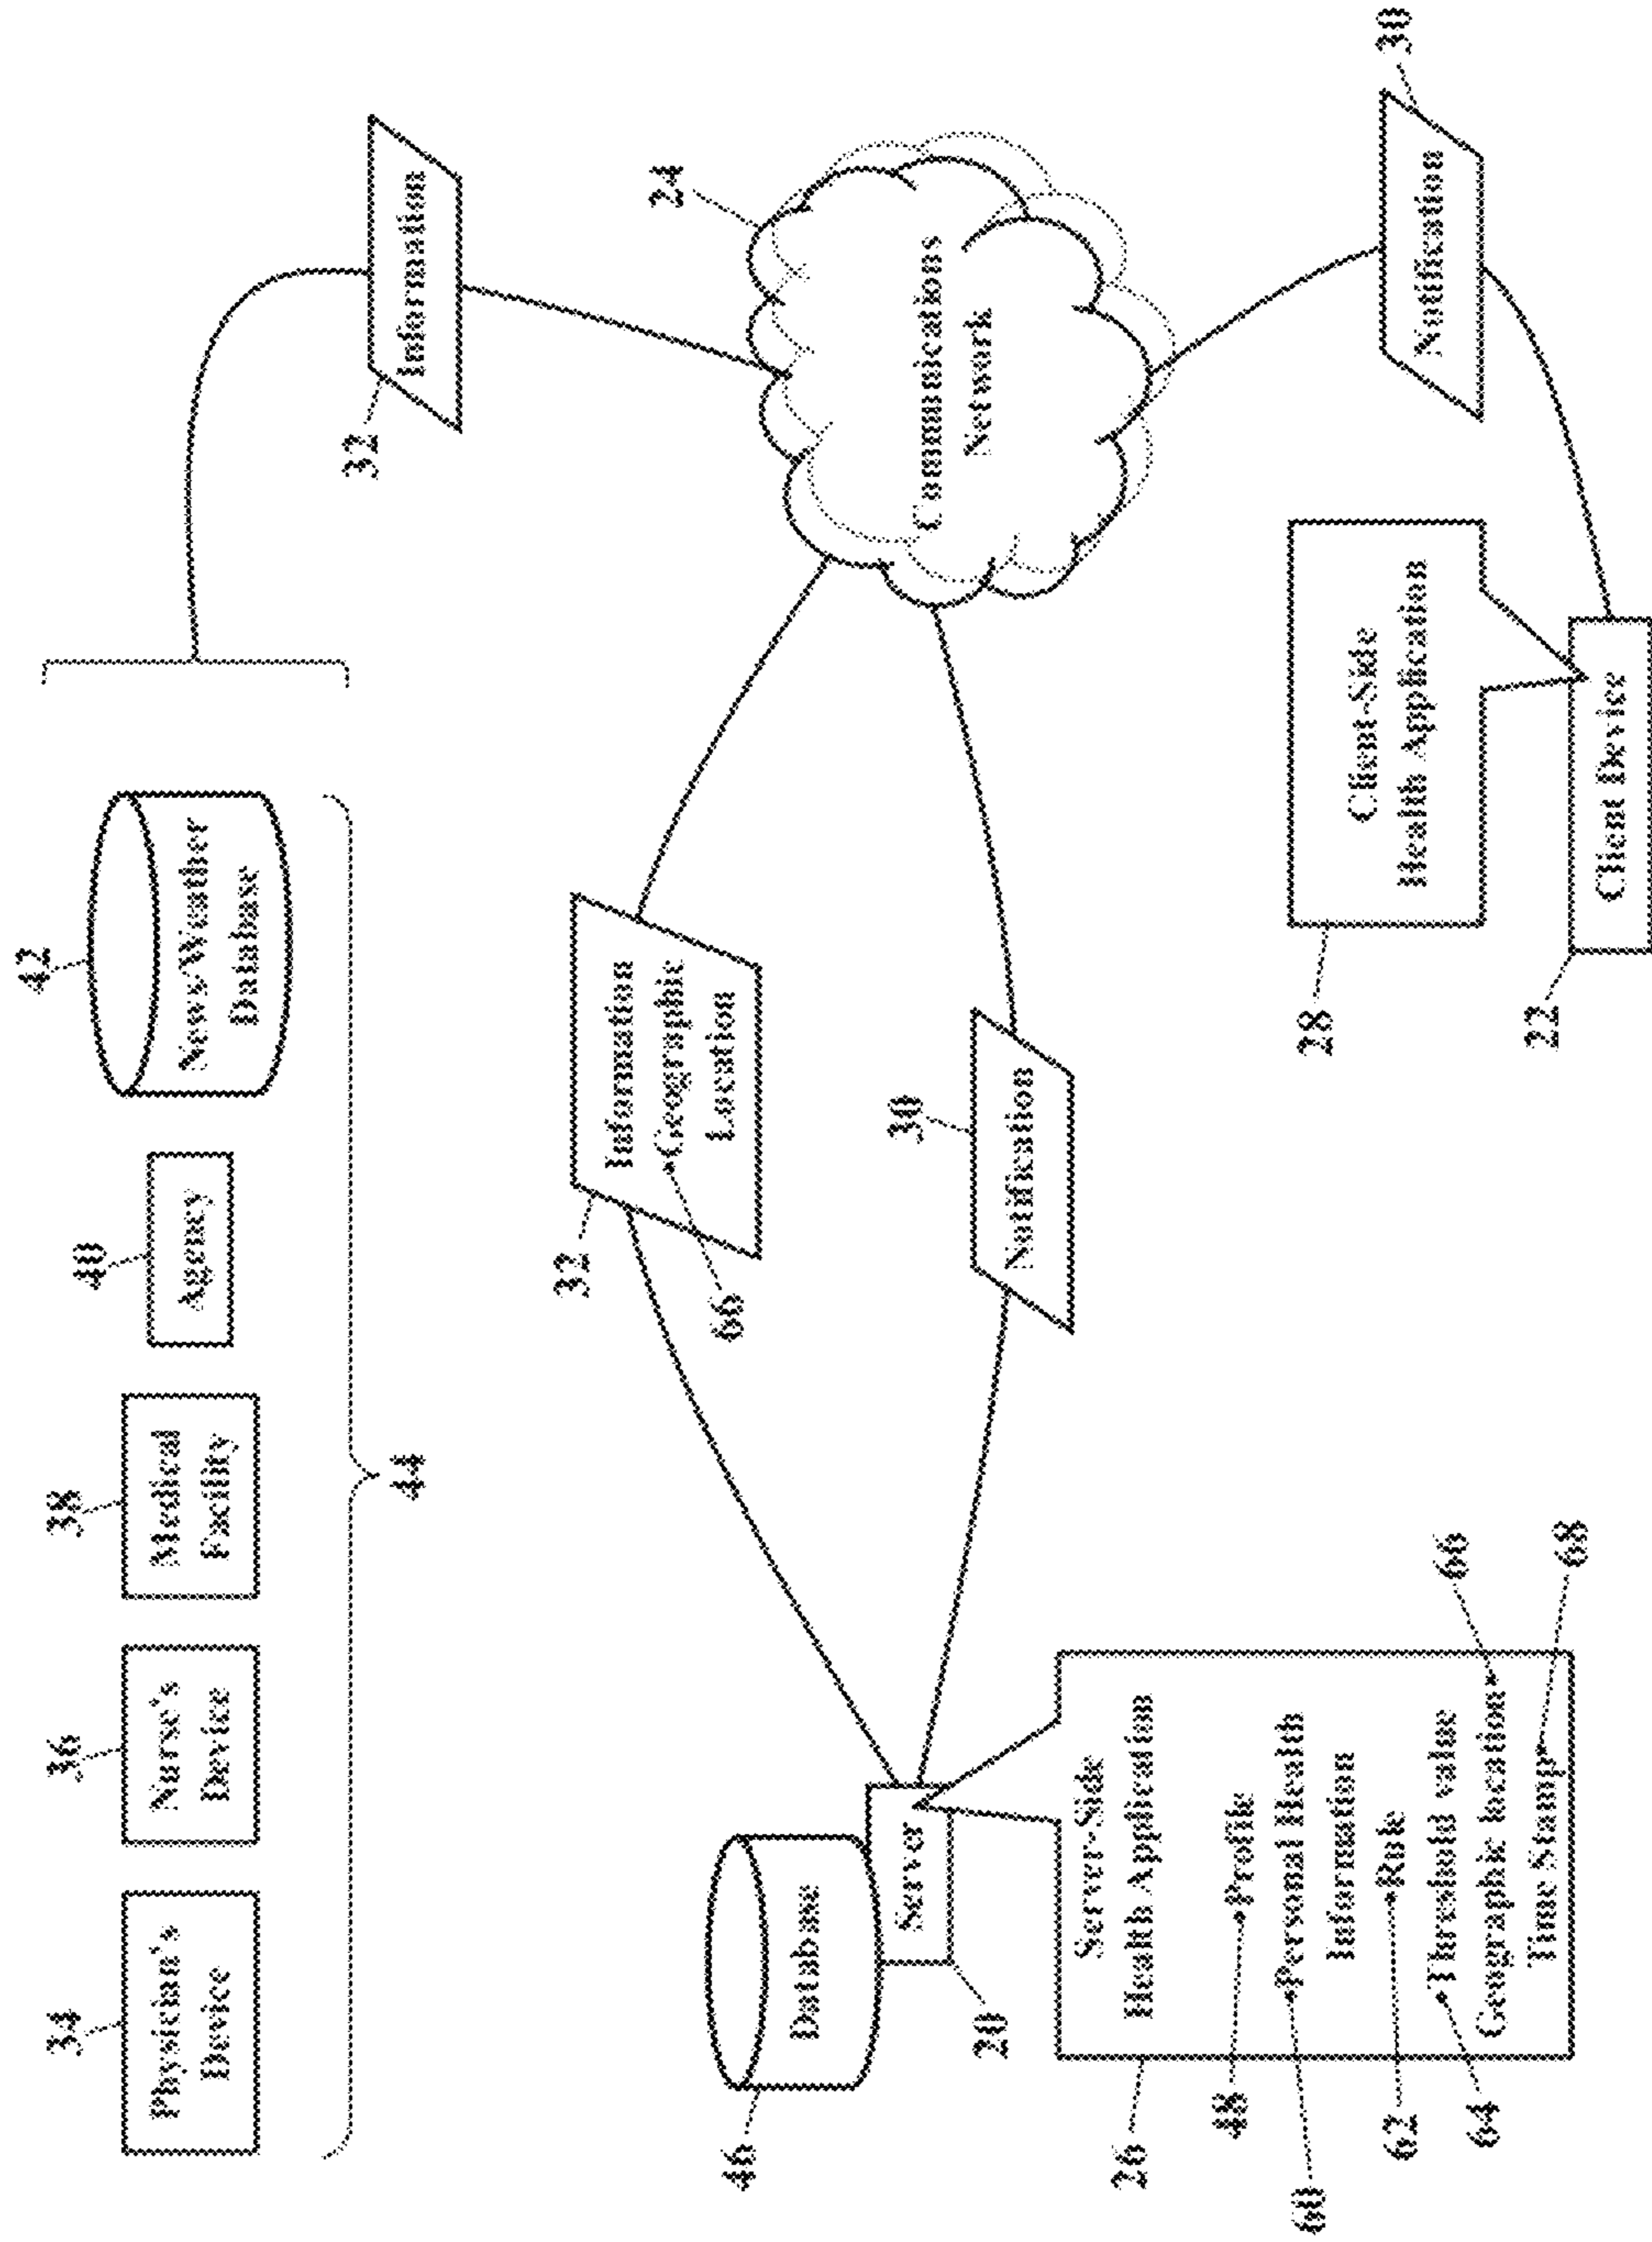 34
Physician's
Device
36
Nurse's
Device
38
Medical
Facility
40
Agency
42
News/Weather
Database
44
32
Information
24
Communications
Network
32
Information
Geographic
Location
66
30
Notification
46
Database
Server
20
26
Server-Side
Health Application
48
Profile
60
Personal Health
Information
62
Rule
64
Threshold value
Geographic location
66
Time Stamp
68
28
Client-Side
Health Application
22
Client Device
30
Notification